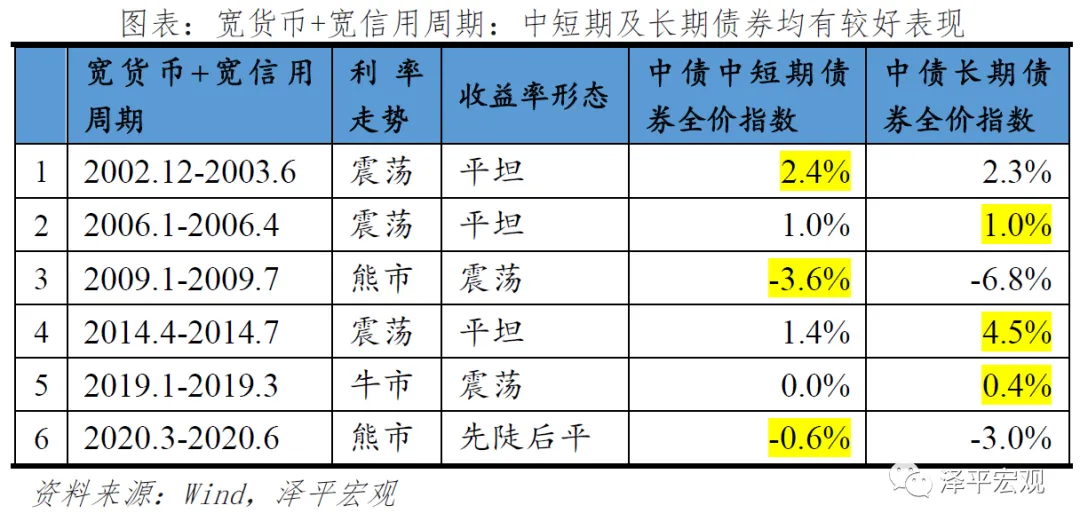 图表：宽货币+宽信用周期：中短期及长期债券均有较好表现
宽货币+宽信用周期 利率走势 收益率形态 中债中短期债券全价指数 中债长期债券全价指数
1 2002.12-2003.6 震荡 平坦 2.4% 2.3%
2 2006.1-2006.4 震荡 平坦 1.0% 1.0%
3 2009.1-2009.7 熊市 震荡 -3.6% -6.8%
4 2014.4-2014.7 震荡 平坦 1.4% 4.5%
5 2019.1-2019.3 牛市 震荡 0.0% 0.4%
6 2020.3-2020.6 熊市 先陡后平 -0.6% -3.0%
资料来源：Wind，泽平宏观
泽平宏观